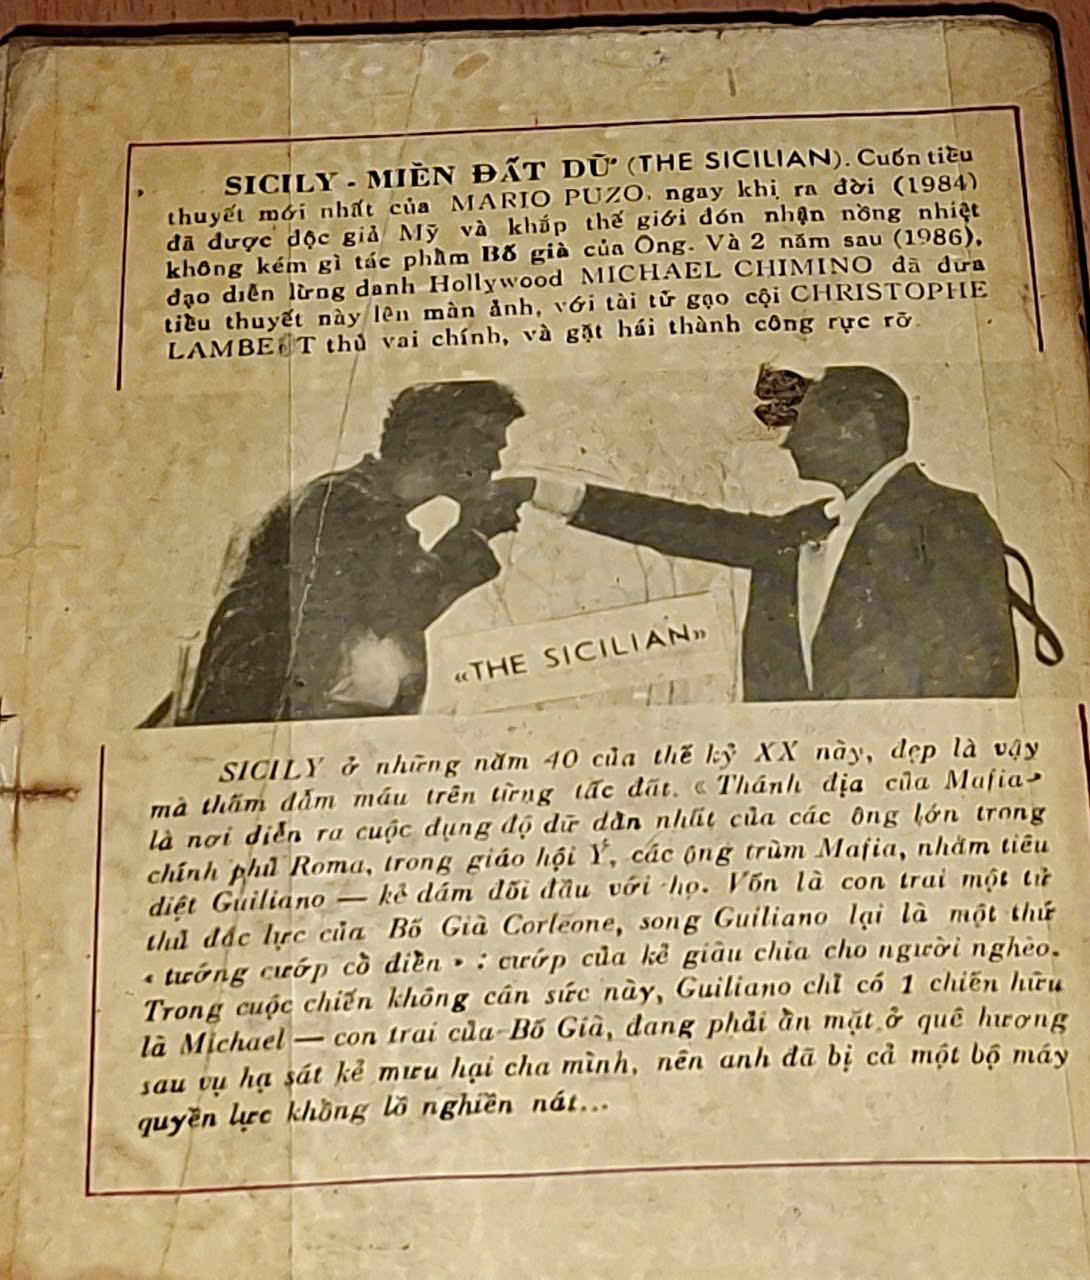 SICILY - MIỀN ĐẤT DỮ (THE SICILIAN). Cuốn tiểu
thuyết mới nhất của MARIO PUZO, ngay khi ra đời (1984)
đã được độc giả Mỹ và khắp thế giới đón nhận nồng nhiệt
không kém gì tác phẩm Bố già của Ông. Và 2 năm sau (1986),
đạo diễn lừng danh Hollywood MICHAEL CHIMINO đã đưa
tiểu thuyết này lên màn ảnh, với tài tử gạo cội CHRISTOPHE
LAMBERT thủ vai chính, và gặt hái thành công rực rỡ.
«THE SICILIAN»
SICILY ở những năm 40 của thế kỷ XX này, đẹp là vậy
mà thấm đẫm máu trên từng tấc đất. «Thánh địa của Mafia»
là nơi diễn ra cuộc đụng độ dữ dằn nhất của các ông lớn trong
chính phủ Roma, trong giáo hội Ý, các ông trùm Mafia, nhằm tiêu
diệt Guiliano — kẻ dám đối đầu với họ. Vốn là con trai một tử
thủ đắc lực của Bố Già Corleone, song Guiliano lại là một thứ
« tướng cướp cổ điển » : cướp của kẻ giàu chia cho người nghèo.
Trong cuộc chiến không cân sức này, Guiliano chỉ có 1 chiến hữu
là Michael — con trai của Bố Già, đang phải ẩn mặt ở quê hương
sau vụ hạ sát kẻ mưu hại cha mình, nên anh đã bị cả một bộ máy
quyền lực khổng lồ nghiền nát...